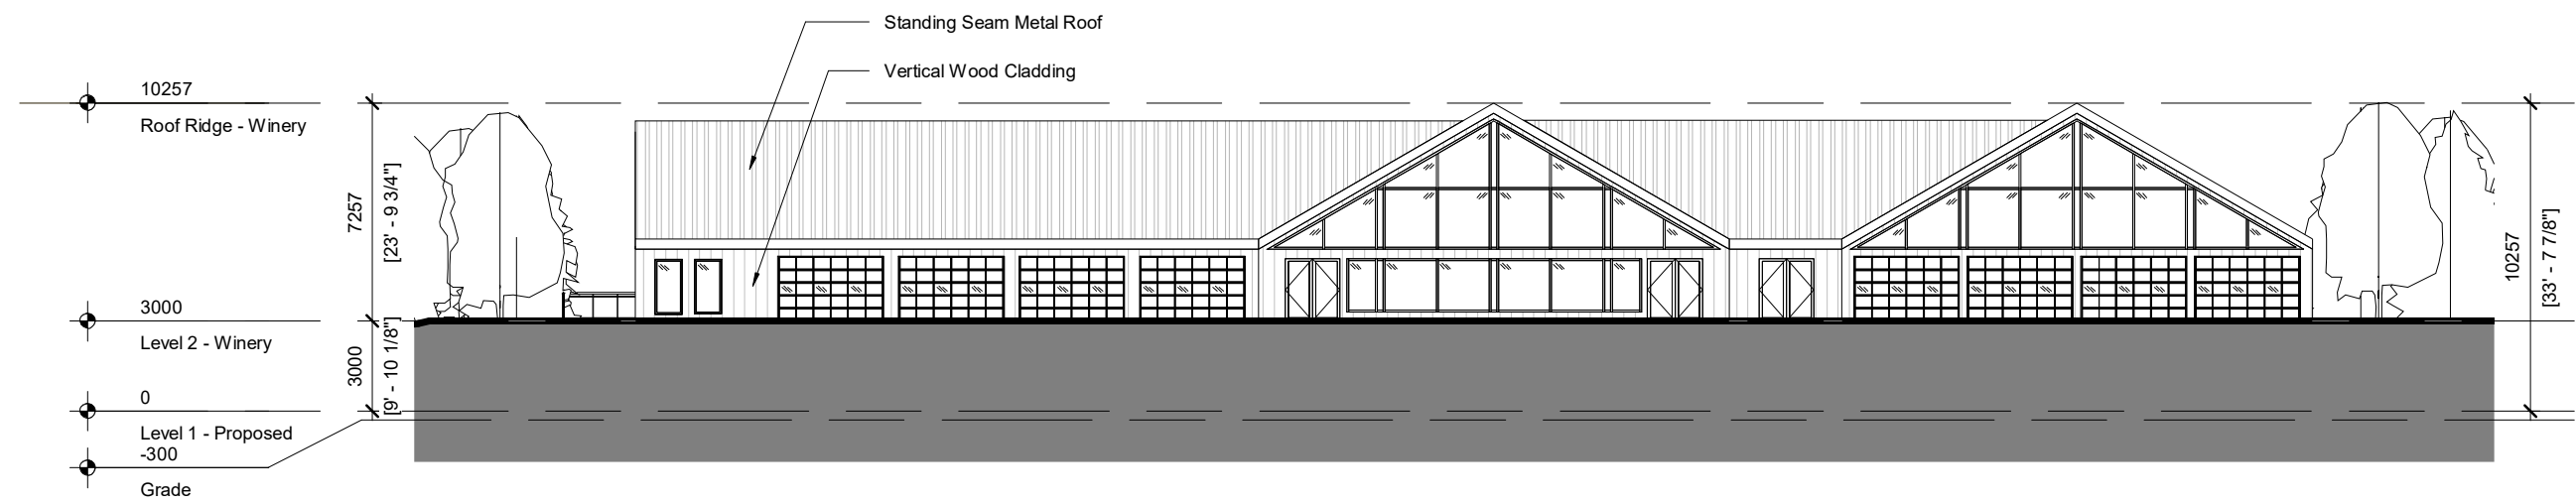 Standing Seam Metal Roof
Vertical Wood Cladding
10257
Roof Ridge - Winery
7257
[23' - 9 3/4"]
3000
Level 2 - Winery
3000
[9' - 10 1/8"]
0
Level 1 - Proposed
-300
Grade
10257
[33' - 7 7/8"]